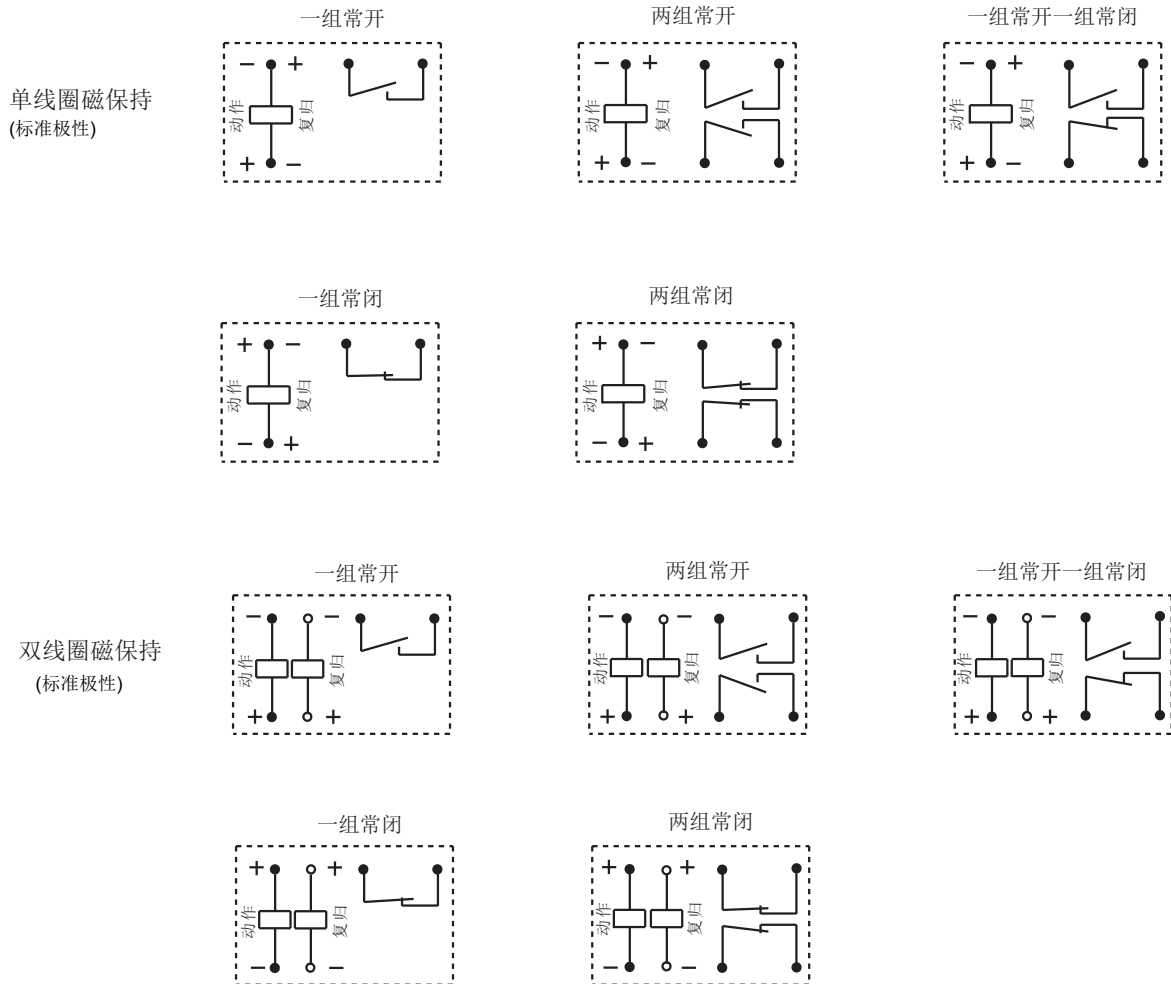 一组常开
两组常开
一组常开一组常闭
单线圈磁保持
(标准极性)
− +
动作
复归
+ −
− +
动作
复归
+ −
− +
动作
复归
+ −
一组常闭
两组常闭
+ −
动作
复归
− +
+ −
动作
复归
− +
一组常开
两组常开
一组常开一组常闭
双线圈磁保持
(标准极性)
− −
动作
复归
+ +
− −
动作
复归
+ +
− −
动作
复归
+ +
一组常闭
两组常闭
+ +
动作
复归
− −
+ +
动作
复归
− −